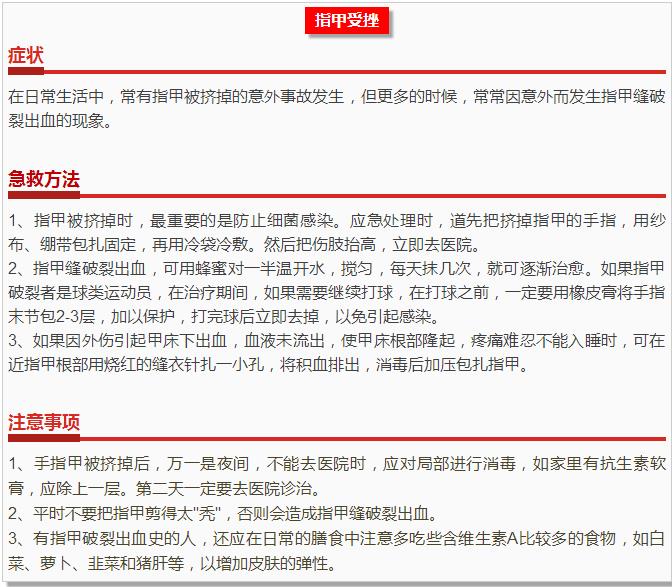 指甲受挫
症状
在日常生活中，常有指甲被挤掉的意外事故发生，但更多的时候，常常因意外而发生指甲缝破
裂出血的现象。
急救方法
1、指甲被挤掉时，最重要的是防止细菌感染。应急处理时，道先把挤掉指甲的手指，用纱
布、绷带包扎固定，再用冷袋冷敷。然后把伤肢抬高，立即去医院。
2、指甲缝破裂出血，可用蜂蜜对一半温开水，搅匀，每天抹几次，就可逐渐治愈。如果指甲
破裂者是球类运动员，在治疗期间，如果需要继续打球，在打球之前，一定要用橡皮膏将手指
末节包2-3层，加以保护，打完球后立即去掉，以免引起感染。
3、如果因外伤引起甲床下出血，血液未流出，使甲床根部隆起，疼痛难忍不能入睡时，可在
近指甲根部用烧红的缝衣针扎一小孔，将积血排出，消毒后加压包扎指甲。
注意事项
1、手指甲被挤掉后，万一是夜间，不能去医院时，应对局部进行消毒，如家里有抗生素软
膏，应除上一层。第二天一定要去医院诊治。
2、平时不要把指甲剪得太"秃"，否则会造成指甲缝破裂出血。
3、有指甲破裂出血史的人，还应在日常的膳食中注意多吃些含维生素A比较多的食物，如白
菜、萝卜、韭菜和猪肝等，以增加皮肤的弹性。